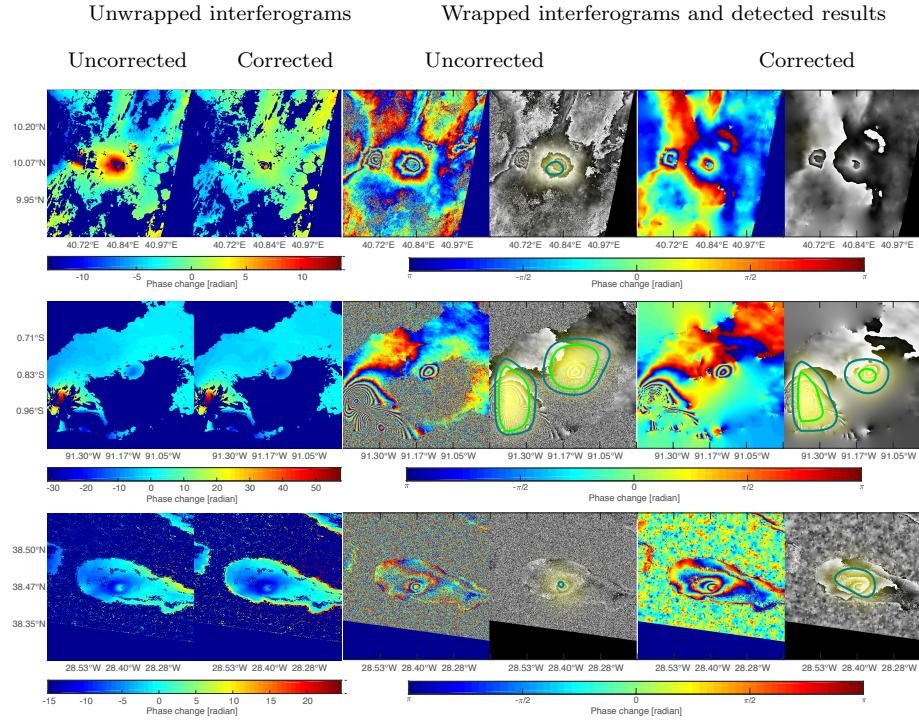 Unwrapped interferograms Wrapped interferograms and detected results
Uncorrected Corrected Uncorrected Corrected
10.20°N
10.07°N
9.95°N
40.72°E 40.84°E 40.97°E 40.72°E 40.84°E 40.97°E 40.72°E 40.84°E 40.97°E 40.72°E 40.84°E 40.97°E 40.72°E 40.84°E 40.97°E 40.72°E 40.84°E 40.97°E
-10 -5 0 5 10 π -π/2 0 π/2 π
Phase change [radian] Phase change [radian]
0.71°S
0.83°S
0.96°S
91.30°W 91.17°W 91.05°W 91.30°W 91.17°W 91.05°W 91.30°W 91.17°W 91.05°W 91.30°W 91.17°W 91.05°W 91.30°W 91.17°W 91.05°W 91.30°W 91.17°W 91.05°W
-30 -20 -10 0 10 20 30 40 50 π -π/2 0 π/2 π
Phase change [radian] Phase change [radian]
38.50°N
38.47°N
38.35°N
28.53°W 28.40°W 28.28°W 28.53°W 28.40°W 28.28°W 28.53°W 28.40°W 28.28°W 28.53°W 28.40°W 28.28°W 28.53°W 28.40°W 28.28°W 28.53°W 28.40°W 28.28°W
-15 -10 -5 0 5 10 15 20 π -π/2 0 π/2 π
Phase change [radian] Phase change [radian]